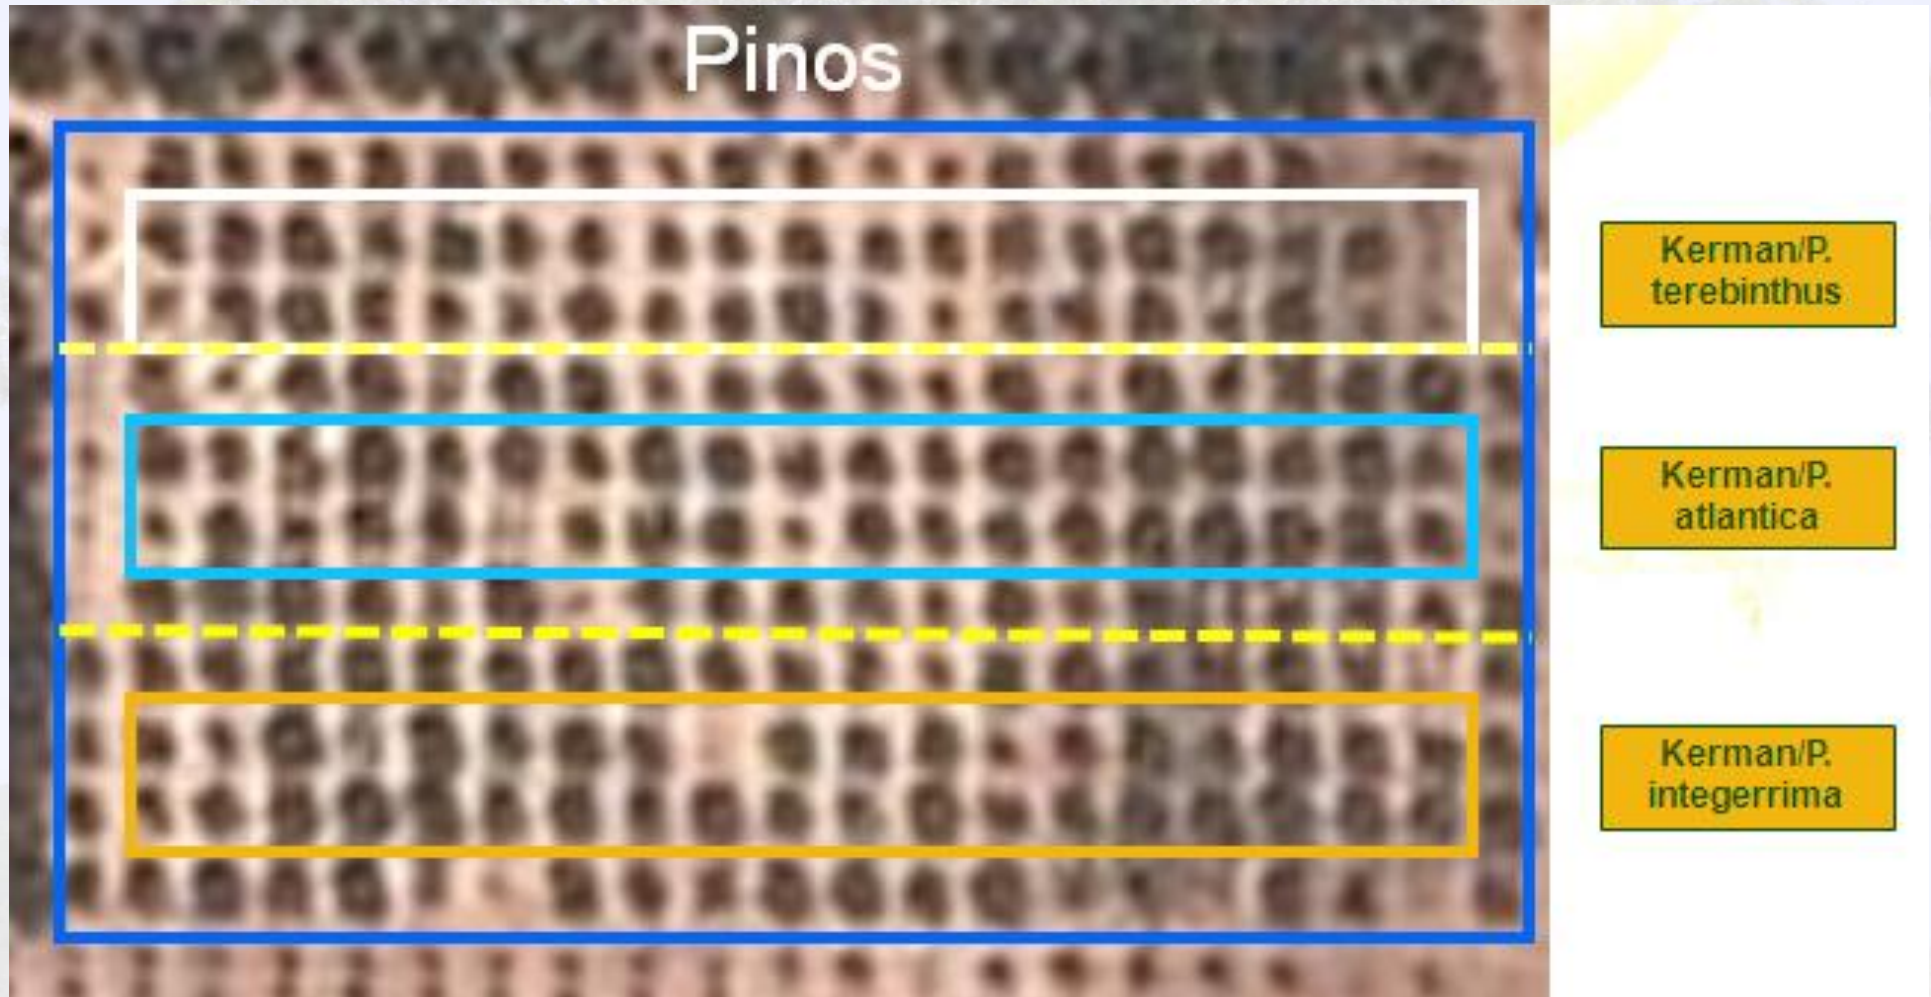 Pinos
Kerman/P.
terebinthus
Kerman/P.
atlantica
Kerman/P.
integerrima